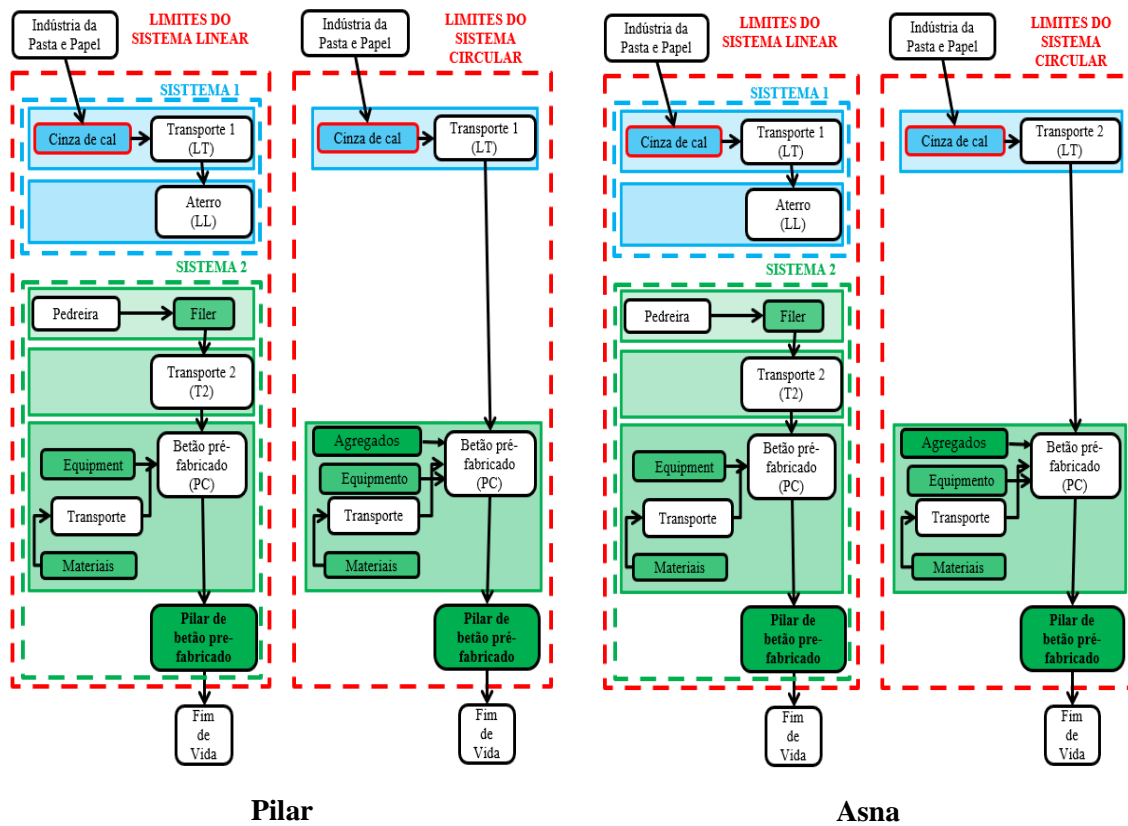 Indústria da
Pasta e Papel
LIMITES DO
SISTEMA LINEAR
SISTTEMA 1
Cinza de cal
Transporte 1
(LT)
Aterro
(LL)
SISTEMA 2
Pedreira
Fíler
Transporte 2
(T2)
Betão pré-
fabricado
(PC)
Equipment
Transporte
Materiais
Pilar de
betão pre-
fabricado
Fim
de
Vida
Indústria da
Pasta e Papel
LIMITES DO
SISTEMA
CIRCULAR
Cinza de cal
Transporte 1
(LT)
Agregados
Betão pré-
fabricado
(PC)
Equipamento
Transporte
Materiais
Pilar de
betão pré-
fabricado
Fim
de
Vida
Pilar
Indústria da
Pasta e Papel
LIMITES DO
SISTEMA LINEAR
SISTTEMA 1
Cinza de cal
Transporte 1
(LT)
Aterro
(LL)
SISTEMA 2
Pedreira
Fíler
Transporte 2
(T2)
Betão pré-
fabricado
(PC)
Equipment
Transporte
Materiais
Pilar de
betão pre-
fabricado
Fim
de
Vida
Indústria da
Pasta e Papel
LIMITES DO
SISTEMA
CIRCULAR
Cinza de cal
Transporte 2
(LT)
Agregados
Betão pré-
fabricado
(PC)
Equipamento
Transporte
Materiais
Pilar de
betão pré-
fabricado
Fim
de
Vida
Asna